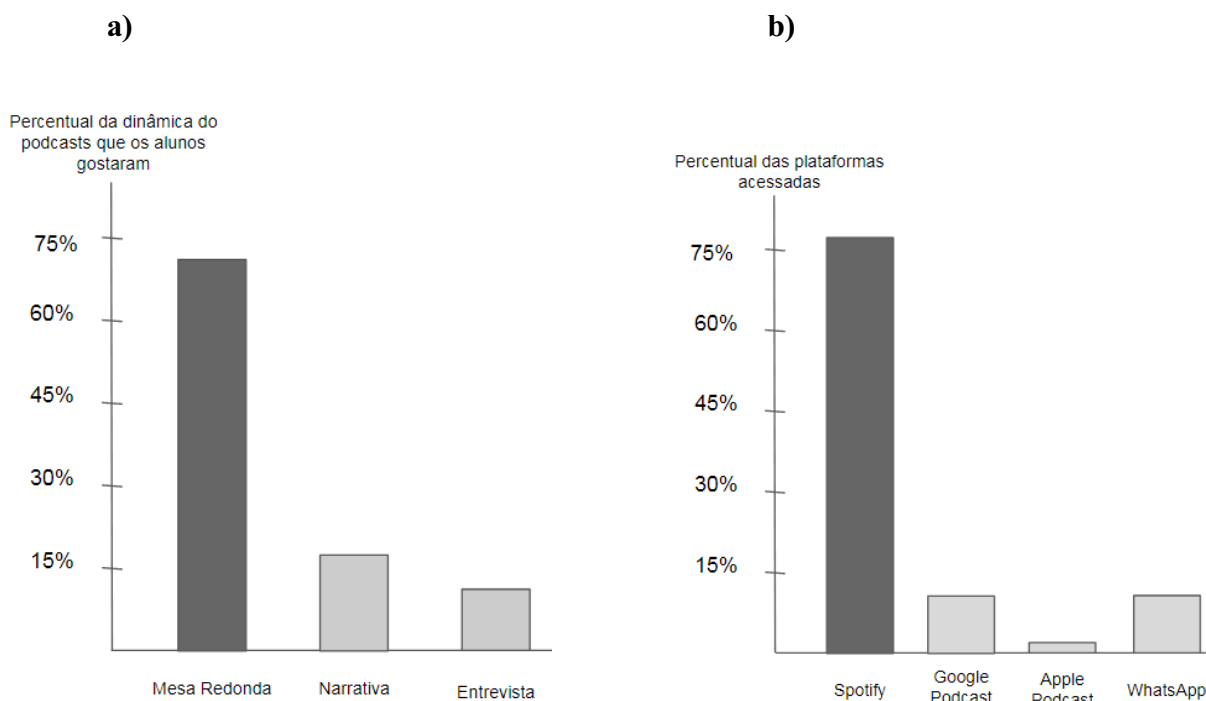 a)
b)
Percentual da dinâmica do
podcasts que os alunos
gostaram
75%
60%
45%
30%
15%
Mesa Redonda
Narrativa
Entrevista
Percentual das plataformas
acessadas
75%
60%
45%
30%
15%
Spotify
Google
Podcast
Apple
Podcast
WhatsApp